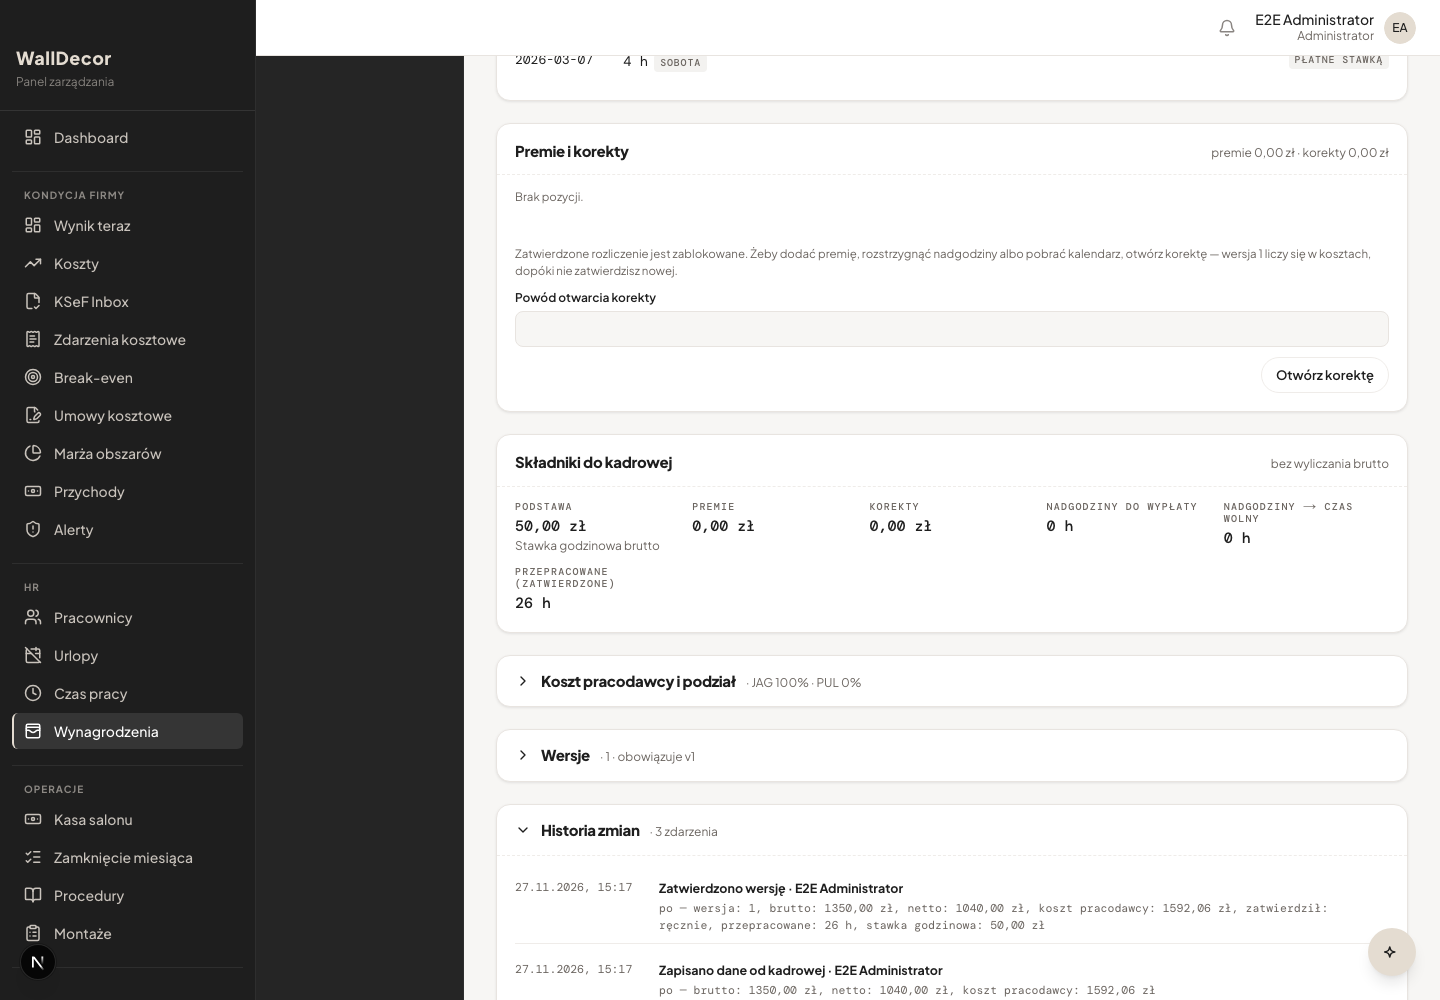 WallDecor
Panel zarządzania
Dashboard
KONDYCJA FIRMY
Wynik teraz
Koszty
KSeF Inbox
Zdarzenia kosztowe
Break-even
Umowy kosztowe
Marża obszarów
Przychody
Alerty
HR
Pracownicy
Urlopy
Czas pracy
Wynagrodzenia
OPERACJE
Kasa salonu
Zamknięcie miesiąca
Procedury
Montaże
N
E2E Administrator
Administrator
EA
2026-03-07 4 h SOBOTA PŁATNE STAWKĄ
Premie i korekty premie 0,00 zł · korekty 0,00 zł
Brak pozycji.
Zatwierdzone rozliczenie jest zablokowane. Żeby dodać premię, rozstrzygnąć nadgodziny albo pobrać kalendarz, otwórz korektę — wersja 1 liczy się w kosztach,
dopóki nie zatwierdzisz nowej.
Powód otwarcia korekty
Otwórz korektę
Składniki do kadrowej bez wyliczania brutto
PODSTAWA
50,00 zł
Stawka godzinowa brutto
PREMIE
0,00 zł
KOREKTY
0,00 zł
NADGODZINY DO WYPŁATY
0 h
NADGODZINY → CZAS
WOLNY
0 h
PRZEPRACOWANE
(ZATWIERDZONE)
26 h
Koszt pracodawcy i podział · JAG 100% · PUL 0%
Wersje · 1 · obowiązuje v1
Historia zmian · 3 zdarzenia
27.11.2026, 15:17 Zatwierdzono wersję · E2E Administrator
po — wersja: 1, brutto: 1350,00 zł, netto: 1040,00 zł, koszt pracodawcy: 1592,06 zł, zatwierdził:
ręcznie, przepracowane: 26 h, stawka godzinowa: 50,00 zł
27.11.2026, 15:17 Zapisano dane od kadrowej · E2E Administrator
po — brutto: 1350,00 zł, netto: 1040,00 zł, koszt pracodawcy: 1592,06 zł